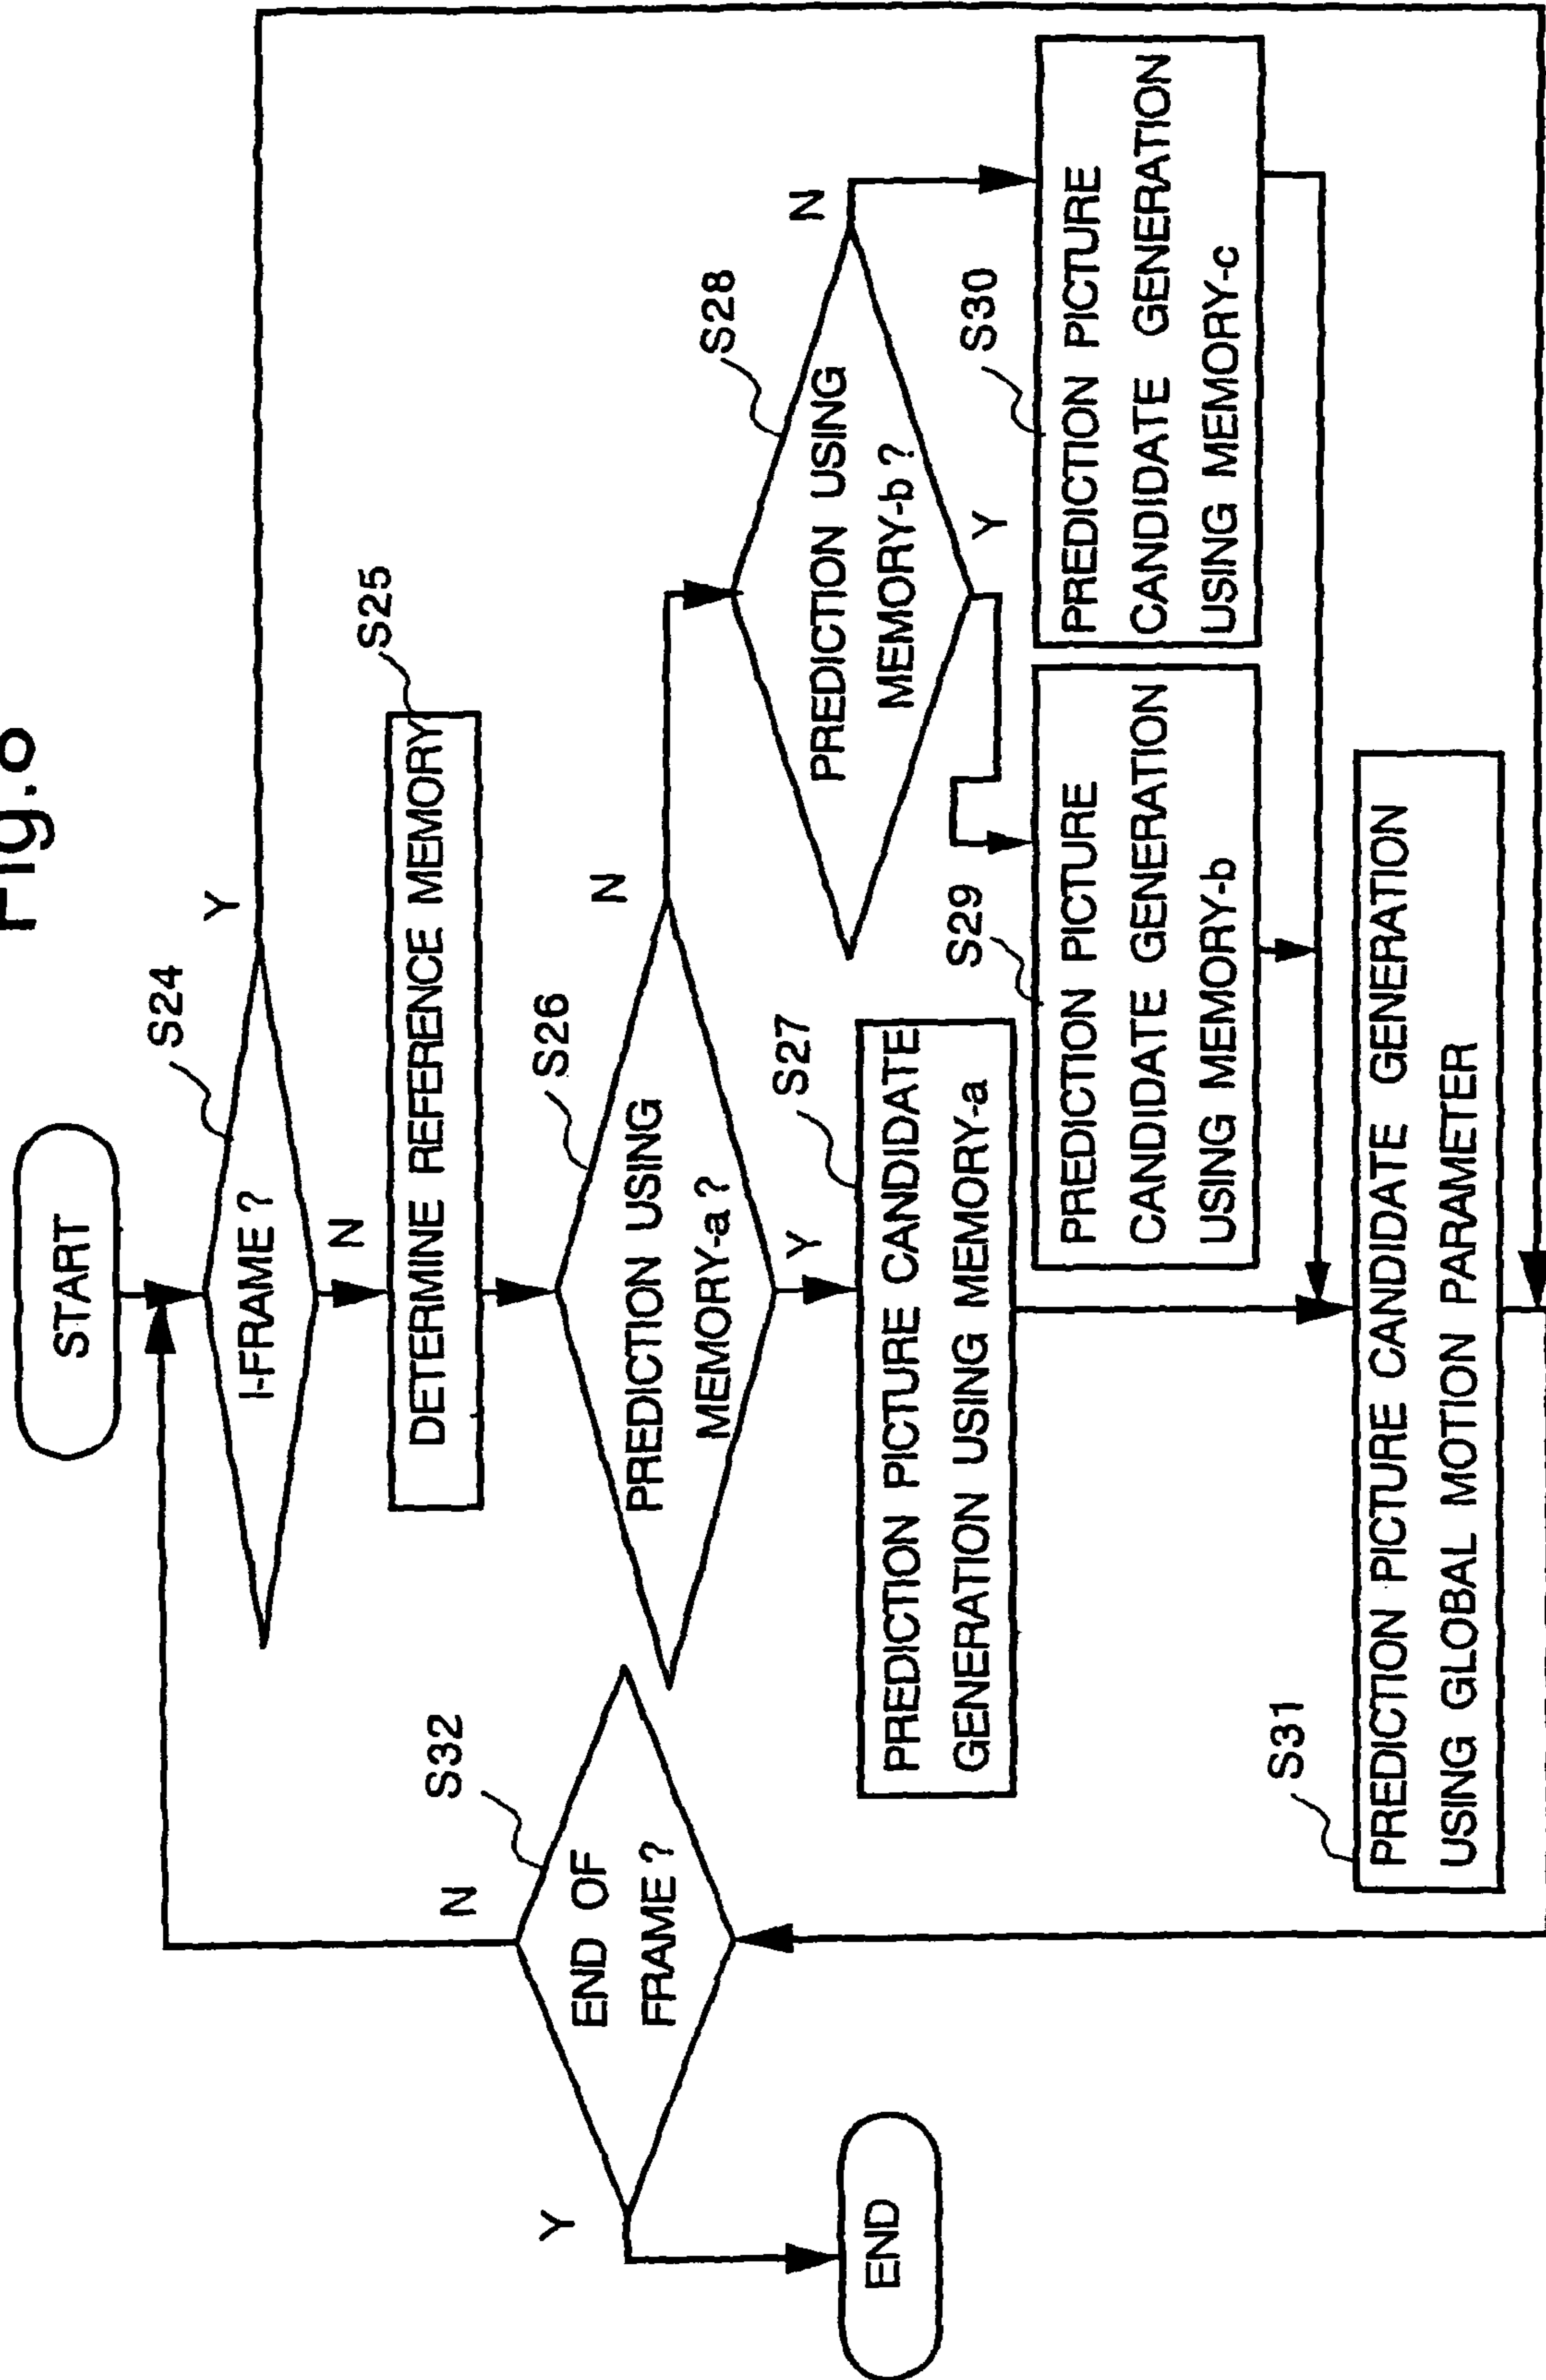 Fig.8
START
S24
I-FRAME ?
Y
N
S25
DETERMINE REFERENCE MEMORY
S26
PREDICTION USING
MEMORY-a ?
N
Y
S27
PREDICTION PICTURE CANDIDATE
GENERATION USING MEMORY-a
S28
PREDICTION USING
MEMORY-b ?
N
Y
S29
PREDICTION PICTURE
CANDIDATE GENERATION
USING MEMORY-b
S30
PREDICTION PICTURE
CANDIDATE GENERATION
USING MEMORY-c
S31
PREDICTION PICTURE CANDIDATE GENERATION
USING GLOBAL MOTION PARAMETER
S32
END OF
FRAME ?
N
Y
END